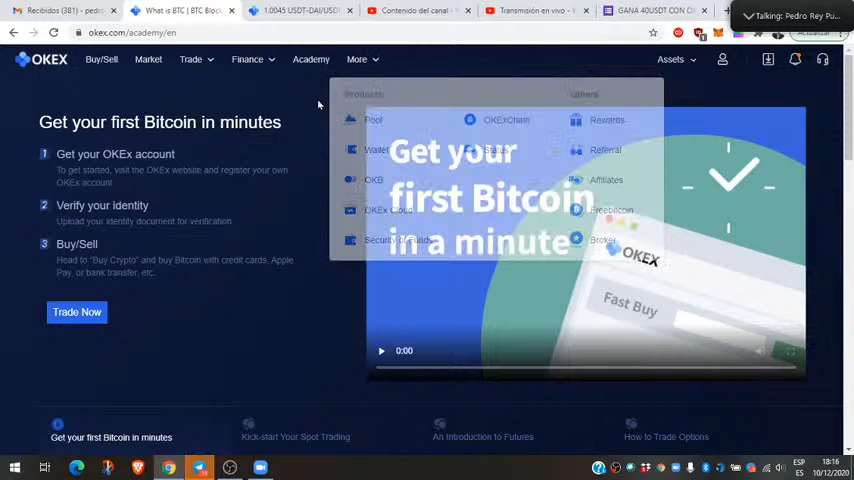 Recibidos (381) - pedro
What is BTC | BTC Block
1.0045 USDT-DAI/USD
Contenido del canal -
Transmisión en vivo -
GANA 40USDT CON O
Talking: Pedro Rey Pu...
okex.com/academy/en
Actualizar
OKEX
Buy/Sell
Market
Trade
Finance
Academy
More
Assets
Products
Others
Pool
OKExChain
Rewards
Wallet
Status
Referral
OKB
Affiliates
OKEx Cloud
Freebitcoin
Security of Funds
Broker
Get your first Bitcoin in minutes
1 Get your OKEx account
To get started, visit the OKEx website and register your own
OKEx account
2 Verify your identity
Upload your identity document for verification
3 Buy/Sell
Head to "Buy Crypto" and buy Bitcoin with credit cards, Apple
Pay, or bank transfer, etc.
Trade Now
Get your
first Bitcoin
in a minute
OKEX
Fast Buy
0:00
Get your first Bitcoin in minutes
Kick-start Your Spot Trading
An Introduction to Futures
How to Trade Options
ESP
ES
18:16
10/12/2020